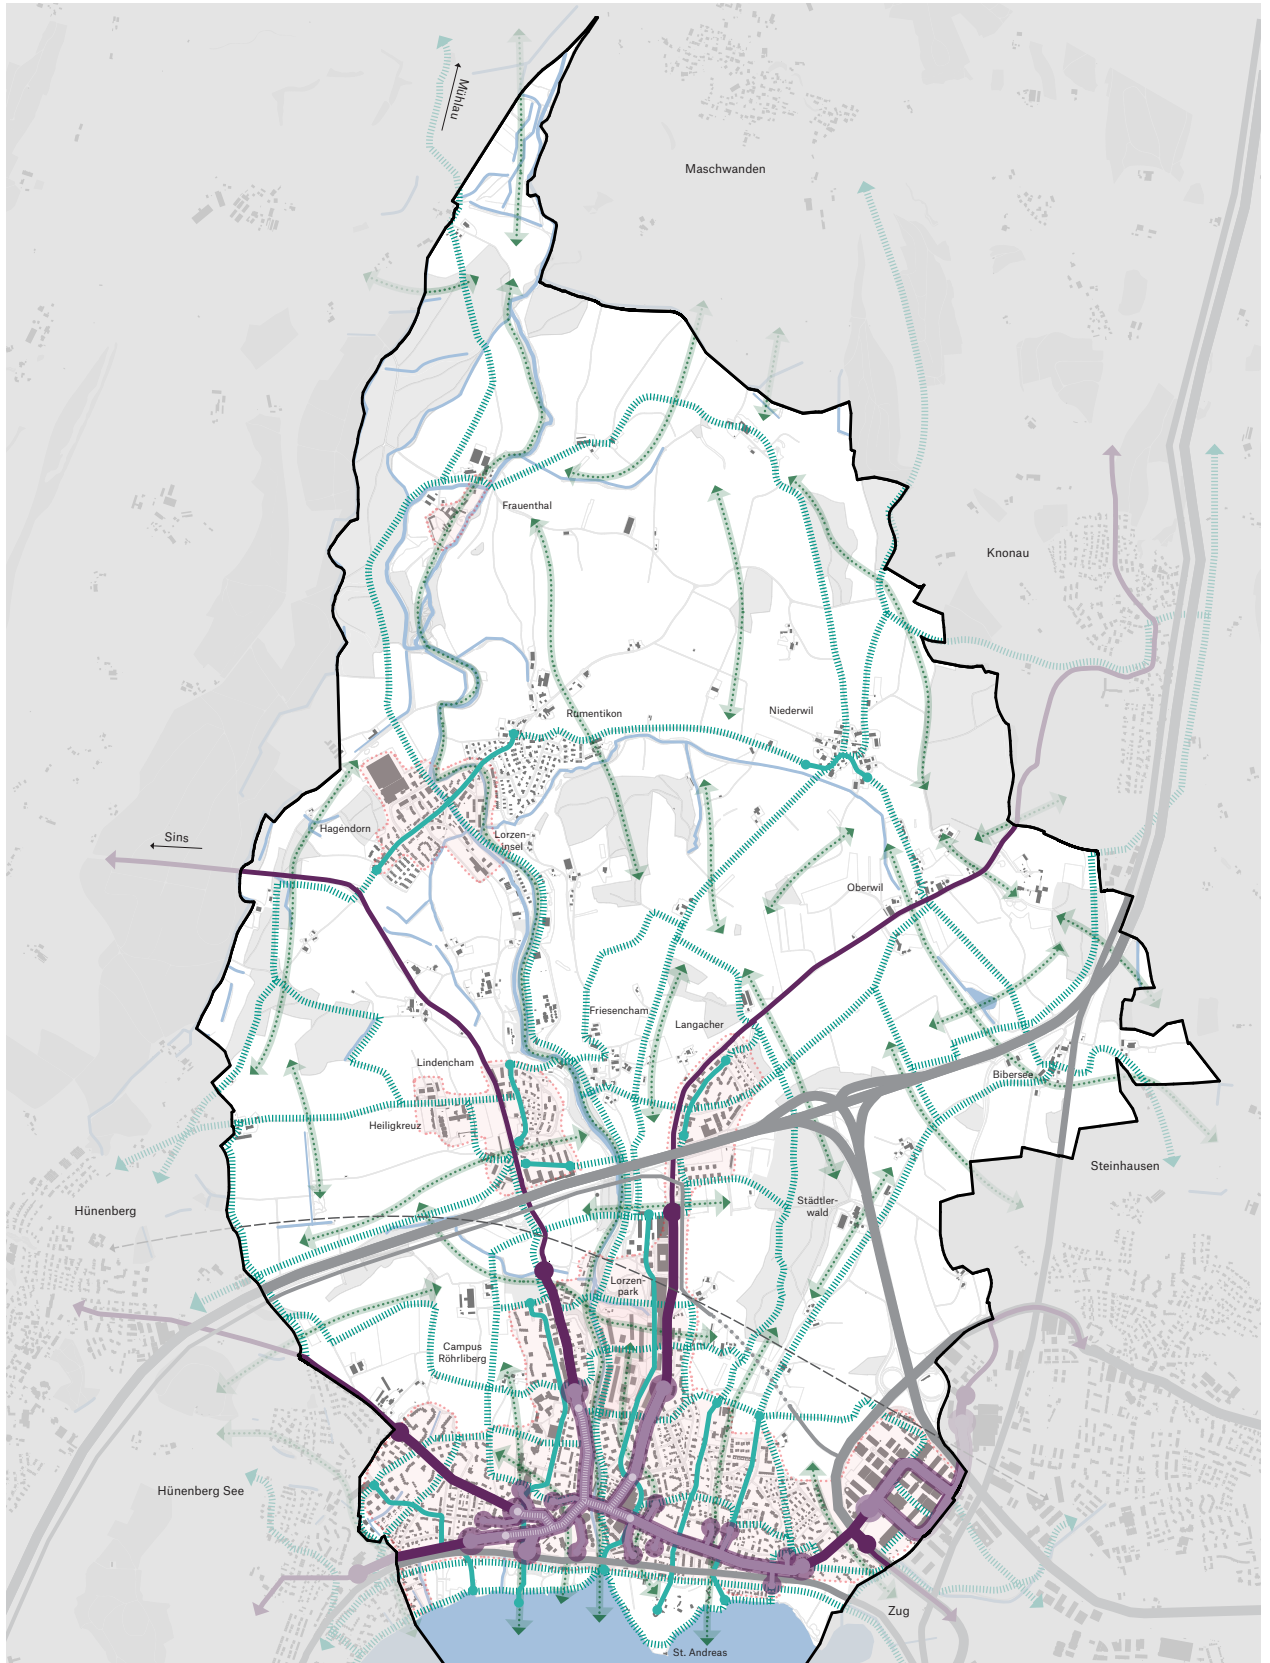 Mühlau
Maschwanden
Frauenthal
Knonau
Rumentikon
Niederwil
Hagendorn
Sins
Lorzen-
insel
Oberwil
Friesencham
Langacher
Lindencham
Bibersee
Heiligkreuz
Steinhausen
Hünenberg
Städtler-
wald
Lorzen-
park
Campus
Röhrliberg
Hünenberg See
Zug
St. Andreas